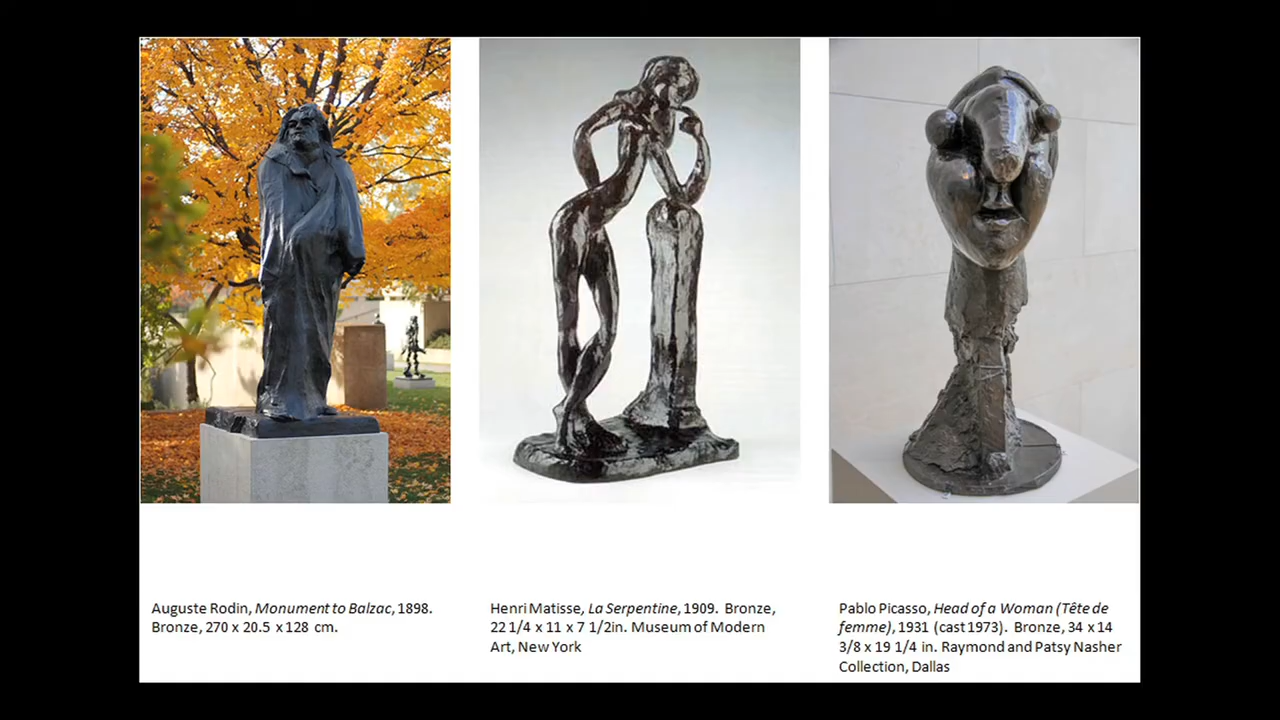 Auguste Rodin, Monument to Balzac, 1898.
Bronze, 270 x 20.5 x 128 cm.
Henri Matisse, La Serpentine, 1909. Bronze,
22 1/4 x 11 x 7 1/2in. Museum of Modern
Art, New York
Pablo Picasso, Head of a Woman (Tête de
femme), 1931 (cast 1973). Bronze, 34 x 14
3/8 x 19 1/4 in. Raymond and Patsy Nasher
Collection, Dallas